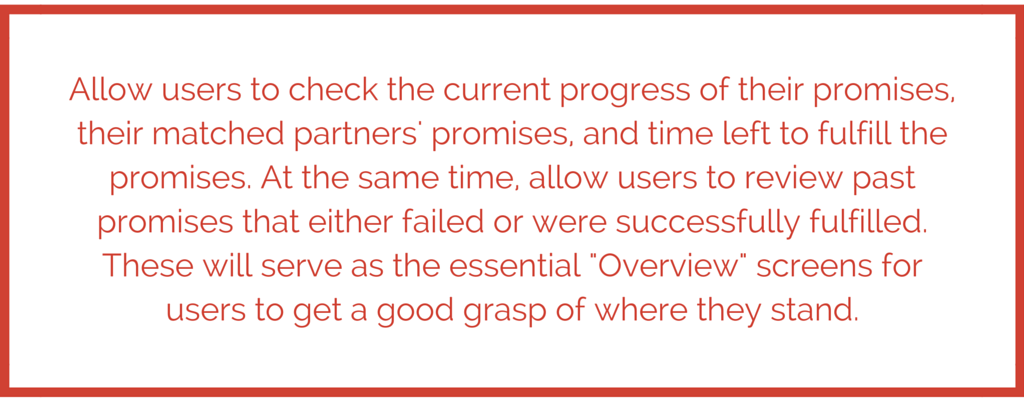 Allow users to check the current progress of their promises,
their matched partners' promises, and time left to fulfill the
promises. At the same time, allow users to review past
promises that either failed or were successfully fulfilled.
These will serve as the essential "Overview" screens for
users to get a good grasp of where they stand.